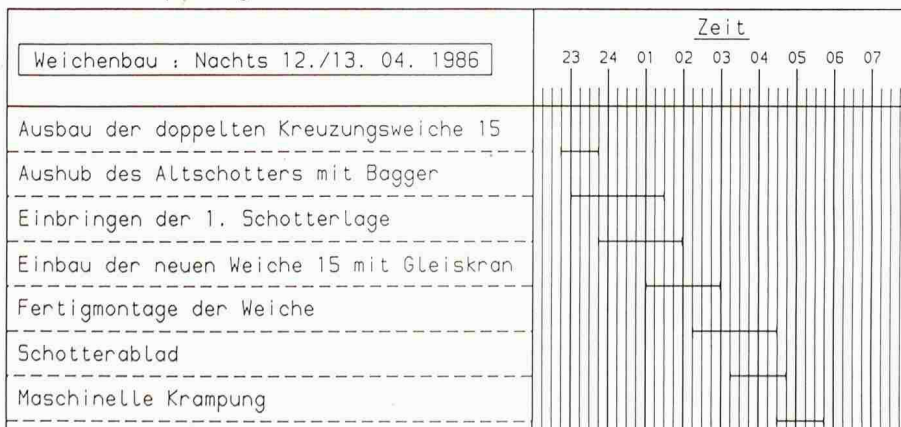 Zeit
Weichenbau : Nachts 12./13. 04. 1986
23 24 01 02 03 04 05 06 07
Ausbau der doppelten Kreuzungsweiche 15
Aushub des Altschotters mit Bagger
Einbringen der 1. Schotterlage
Einbau der neuen Weiche 15 mit Gleiskran
Fertigmontage der Weiche
Schotterablad
Maschinelle Krampung